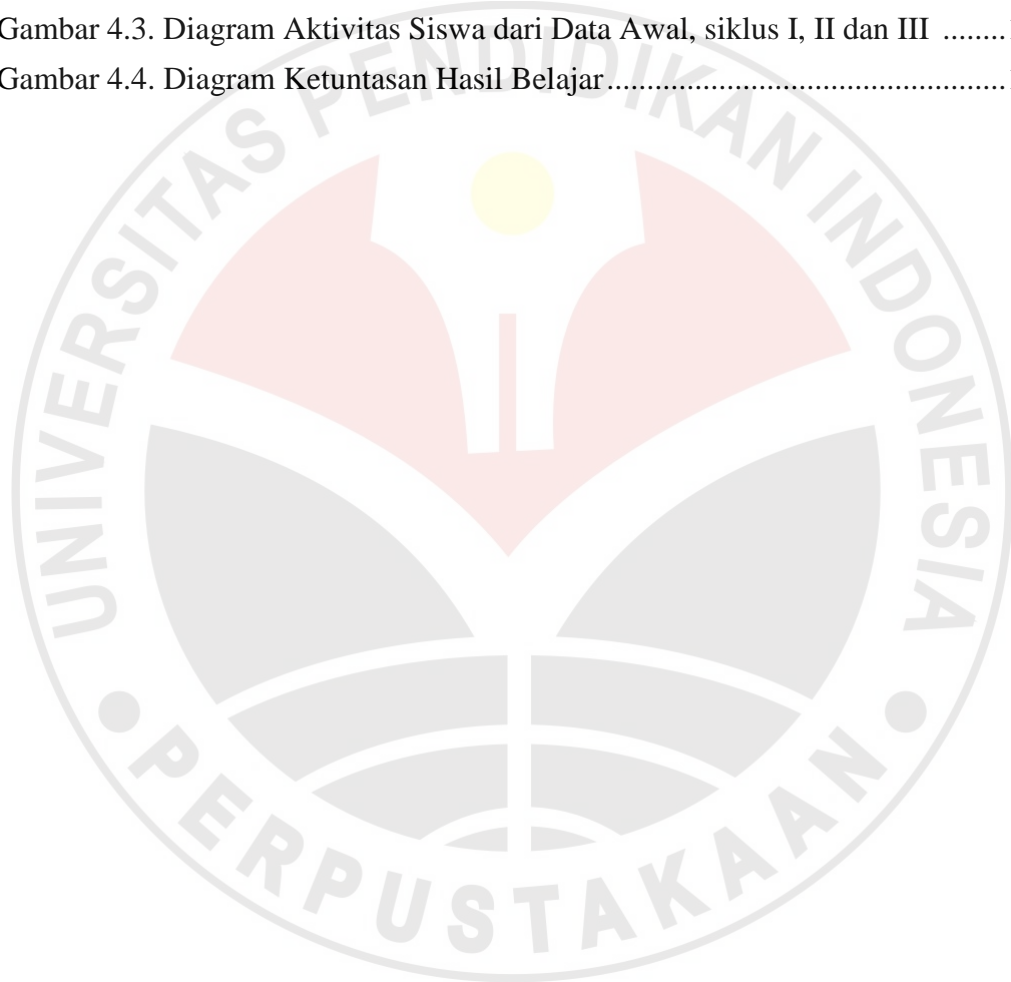 Gambar 4.3. Diagram Aktivitas Siswa dari Data Awal, siklus I, II dan III ........
Gambar 4.4. Diagram Ketuntasan Hasil Belajar..................................................
UNIVERSITAS PENDIDIKAN INDONESIA
PERPUSTAKAAN